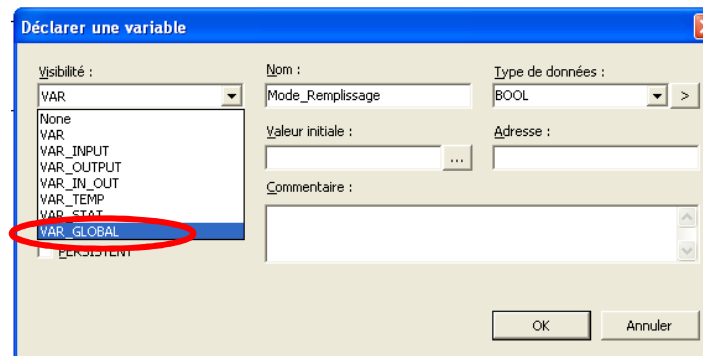 Déclarer une variable
Visibilité :
Nom :
Type de données :
VAR
Mode_Remplissage
BOOL
>
None
VAR
VAR_INPUT
VAR_OUTPUT
VAR_IN_OUT
VAR_TEMP
VAR_STAT
VAR_GLOBAL
PERSISTENT
Valeur initiale :
...
Adresse :
Commentaire :
OK
Annuler